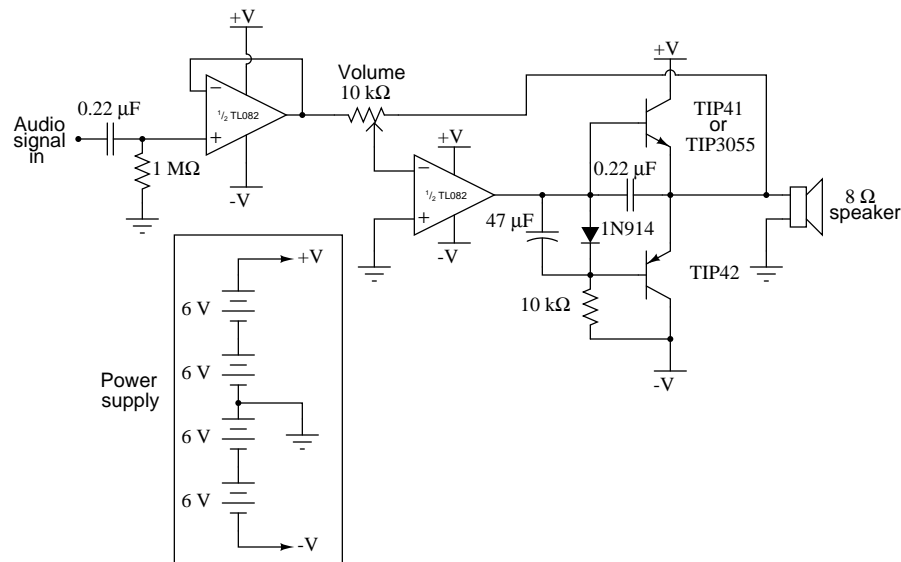 +V
Volume
10 kΩ
0.22 µF
Audio
signal
in
−
1/2 TL082
+
1 MΩ
-V
+V
TIP41
or
TIP3055
+V
−
1/2 TL082
+
-V
0.22 µF
47 µF
1N914
8 Ω
speaker
TIP42
10 kΩ
-V
+V
6 V
6 V
Power
supply
6 V
6 V
-V